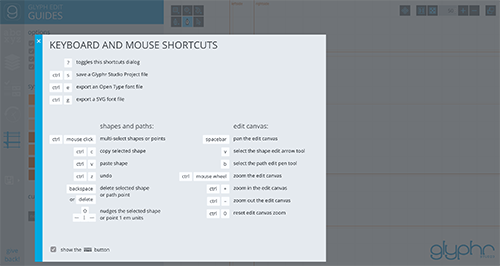 GLYPH EDIT
GUIDES
KEYBOARD AND MOUSE SHORTCUTS
? toggles this shortcuts dialog
ctrl s save a Glyphr Studio Project file
ctrl e export an Open Type font file
ctrl g export a SVG font file
shapes and paths:
ctrl mouse click multi-select shapes or points
ctrl c copy selected shape
ctrl v paste shape
ctrl z undo
backspace delete selected shape
or delete or path point
nudges the selected shape
or point 1 em units
edit canvas:
spacebar pan the edit canvas
v select the shape edit arrow tool
b select the path edit pen tool
ctrl mouse wheel zoom the edit canvas
ctrl + zoom in the edit canvas
ctrl - zoom out the edit canvas
ctrl 0 reset edit canvas zoom
show the button
glyphr